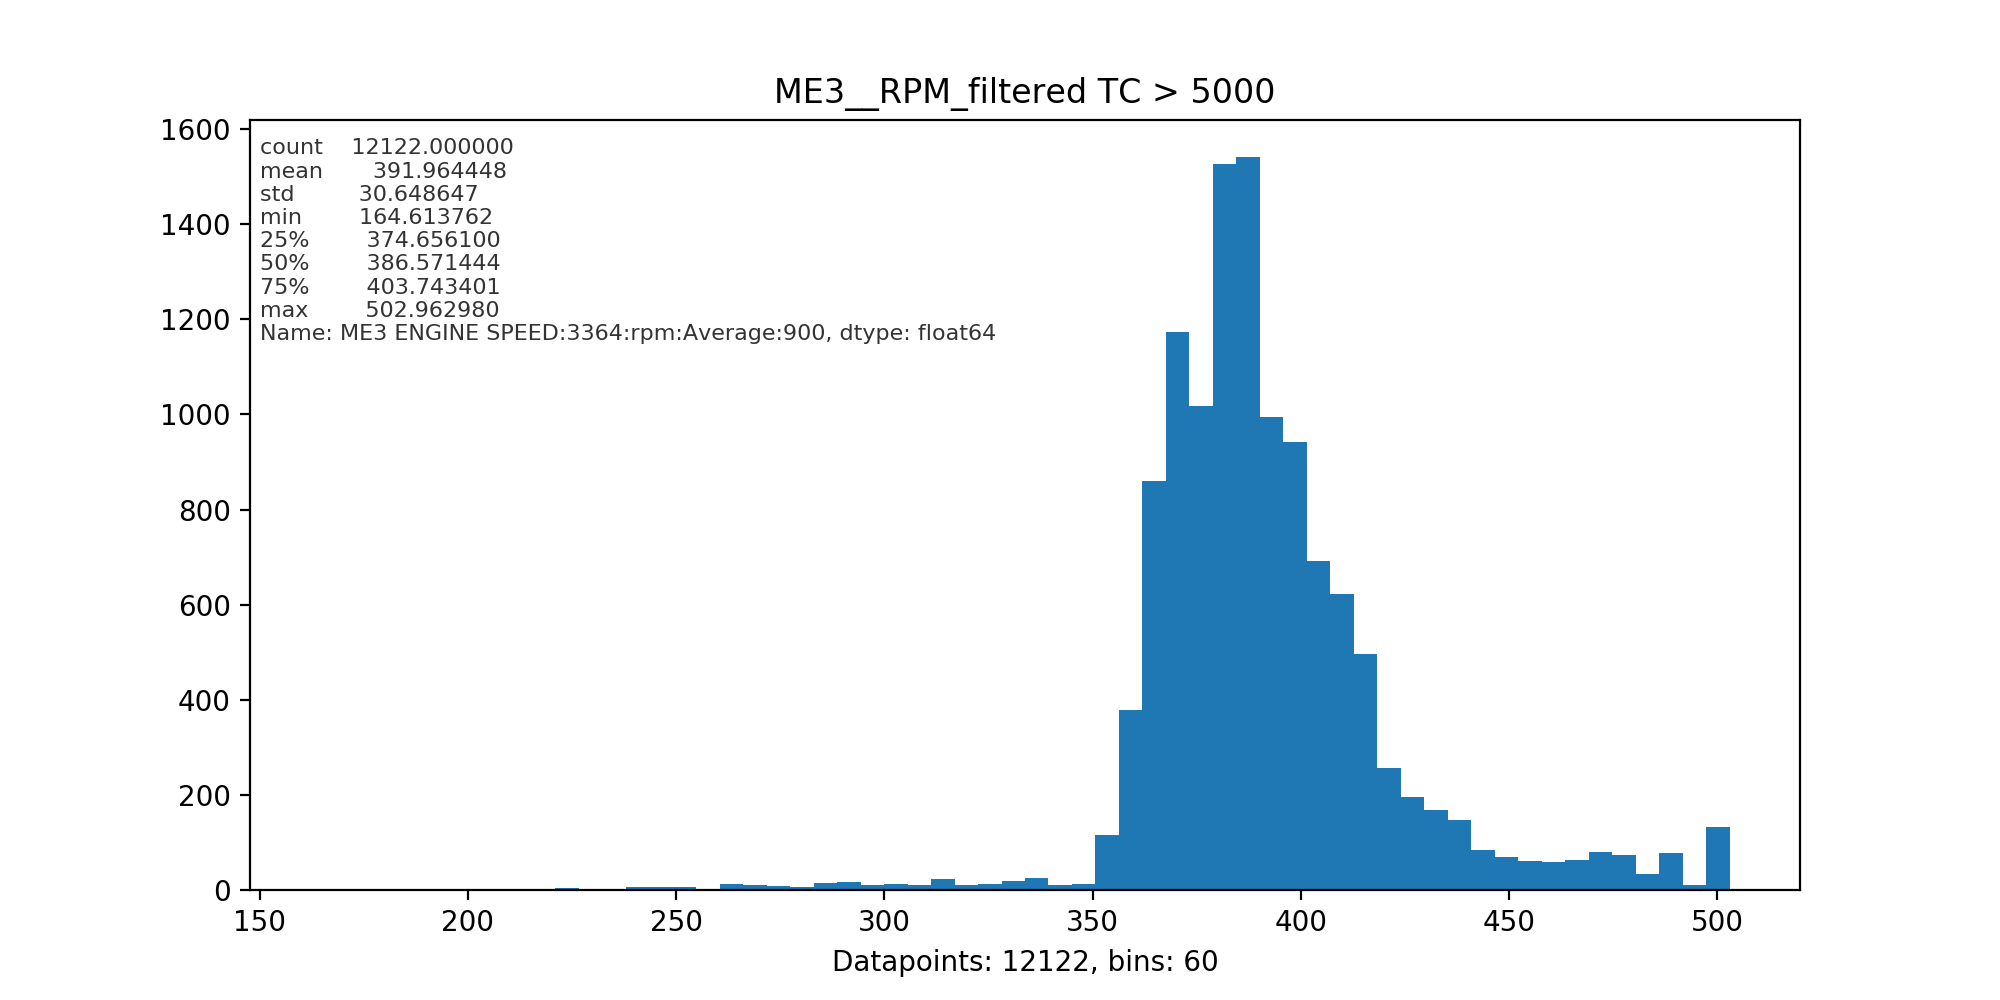 ME3__RPM_filtered TC > 5000
1600
1400
1200
1000
800
600
400
200
0
count 12122.000000
mean 391.964448
std 30.648647
min 164.613762
25% 374.656100
50% 386.571444
75% 403.743401
max 502.962980
Name: ME3 ENGINE SPEED:3364:rpm:Average:900, dtype: float64
150 200 250 300 350 400 450 500
Datapoints: 12122, bins: 60